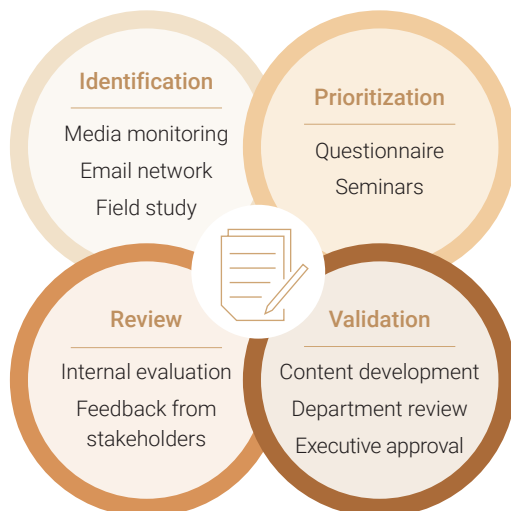 Identification
Media monitoring
Email network
Field study
Prioritization
Questionnaire
Seminars
Review
Internal evaluation
Feedback from
stakeholders
Validation
Content development
Department review
Executive approval